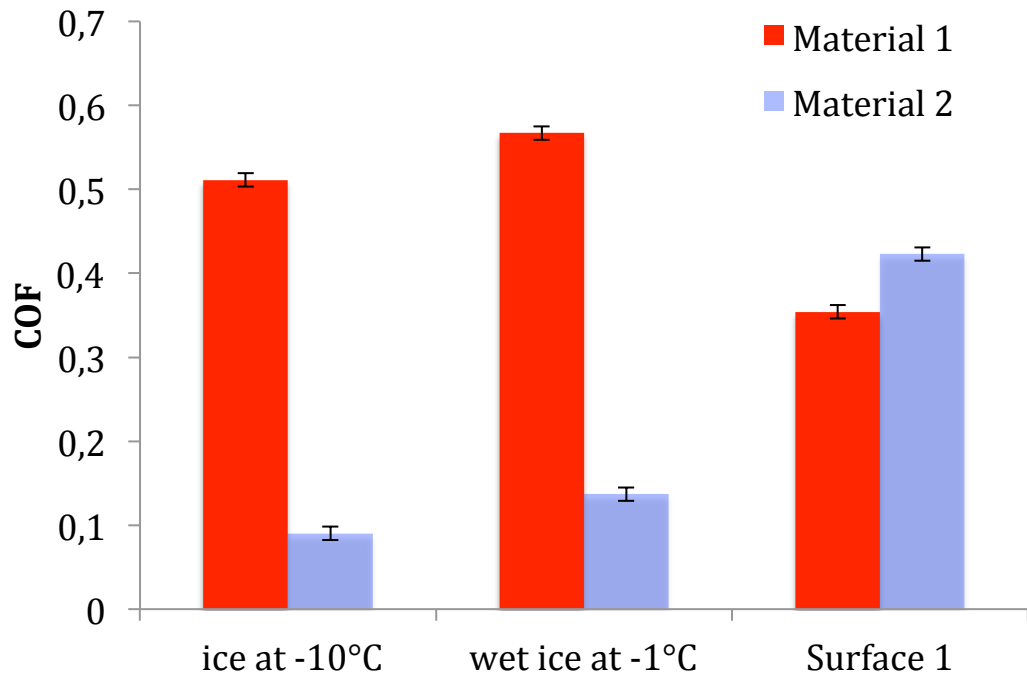 0,7
0,6
0,5
0,4
0,3
0,2
0,1
0
COF
Material 1
Material 2
ice at -10°C
wet ice at -1°C
Surface 1